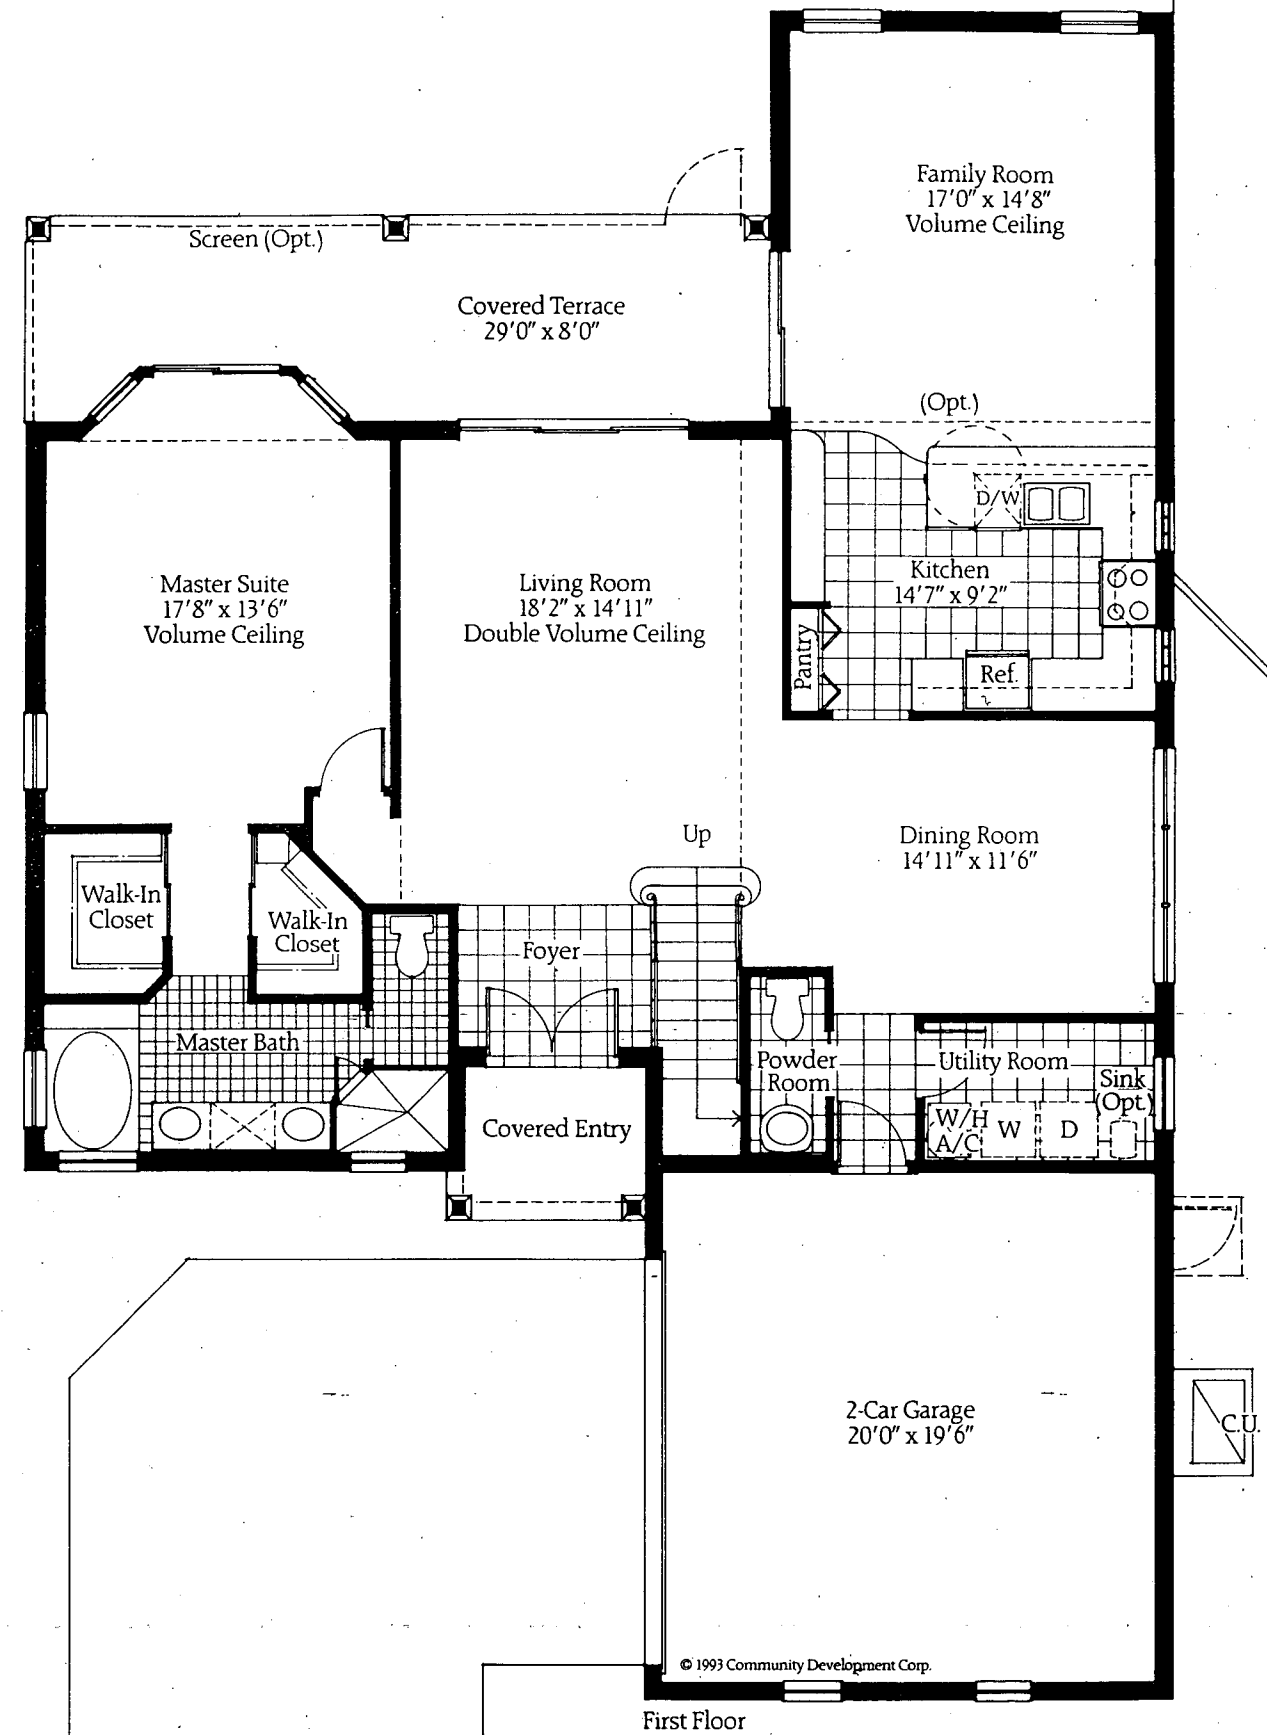 Family Room
17'0" x 14'8"
Volume Ceiling
Screen (Opt.)
Covered Terrace
29'0" x 8'0"
(Opt.)
D/W
Kitchen
14'7" x 9'2"
Master Suite
17'8" x 13'6"
Volume Ceiling
Living Room
18'2" x 14'11"
Double Volume Ceiling
Pantry
Ref.
Up
Dining Room
14'11" x 11'6"
Walk-In
Closet
Walk-In
Closet
Foyer
Master Bath
Powder
Room
Utility Room
Sink
(Opt.)
W/H
A/C
W
D
Covered Entry
2-Car Garage
20'0" x 19'6"
C.U.
© 1993 Community Development Corp.
First Floor